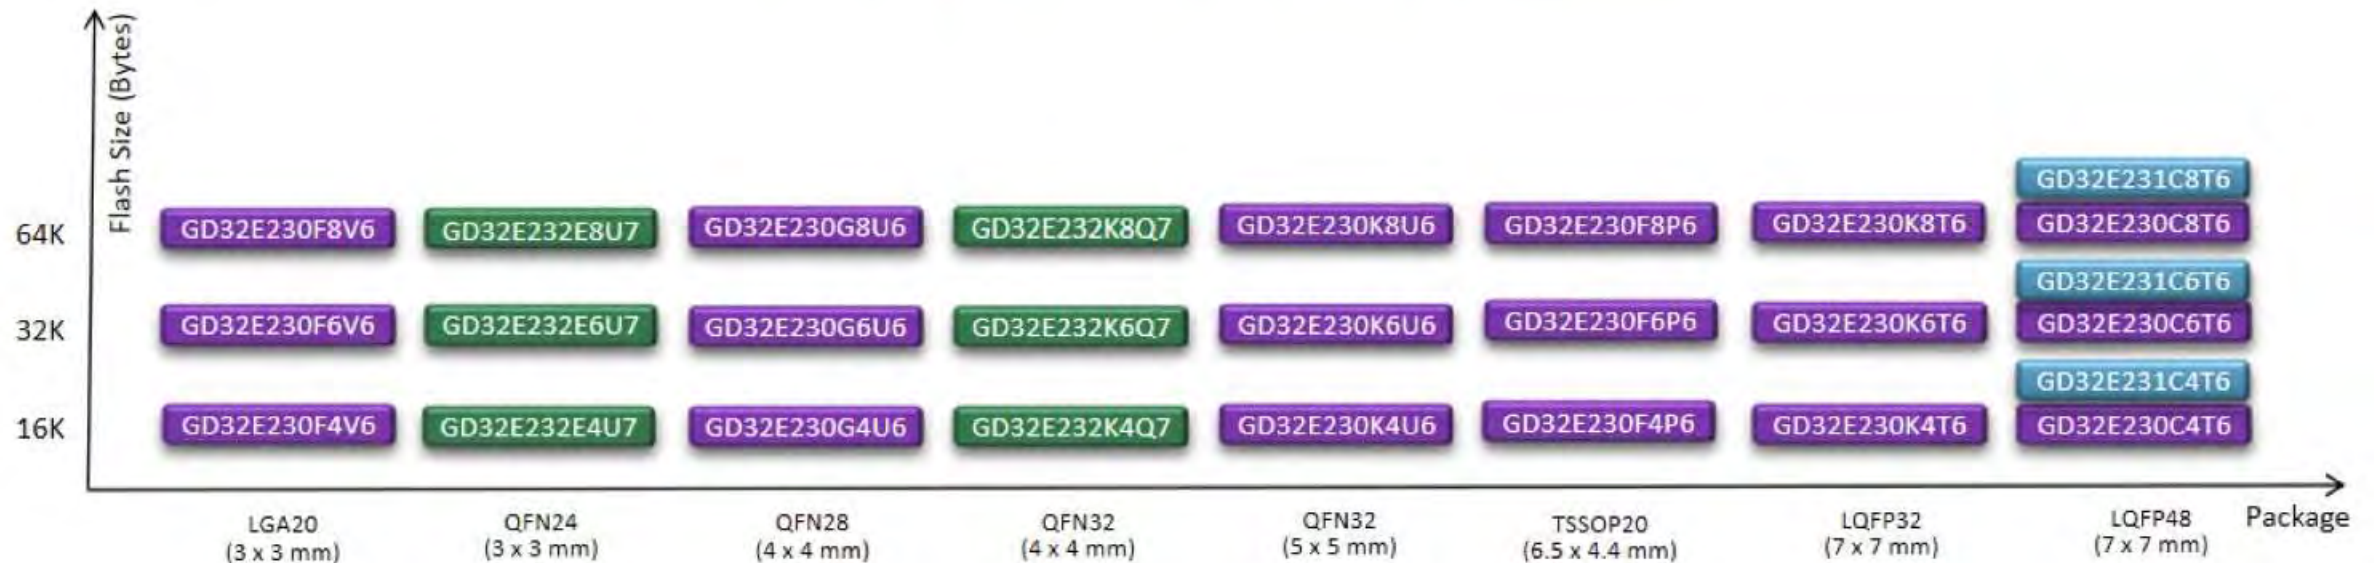 Flash Size (Bytes)
GD32E231C8T6
64K GD32E230F8V6 GD32E232E8U7 GD32E230G8U6 GD32E232K8Q7 GD32E230K8U6 GD32E230F8P6 GD32E230K8T6 GD32E230C8T6
GD32E231C6T6
32K GD32E230F6V6 GD32E232E6U7 GD32E230G6U6 GD32E232K6Q7 GD32E230K6U6 GD32E230F6P6 GD32E230K6T6 GD32E230C6T6
GD32E231C4T6
16K GD32E230F4V6 GD32E232E4U7 GD32E230G4U6 GD32E232K4Q7 GD32E230K4U6 GD32E230F4P6 GD32E230K4T6 GD32E230C4T6
LGA20 QFN24 QFN28 QFN32 QFN32 TSSOP20 LQFP32 LQFP48 Package
(3 x 3 mm) (3 x 3 mm) (4 x 4 mm) (4 x 4 mm) (5 x 5 mm) (6.5 x 4.4 mm) (7 x 7 mm) (7 x 7 mm)